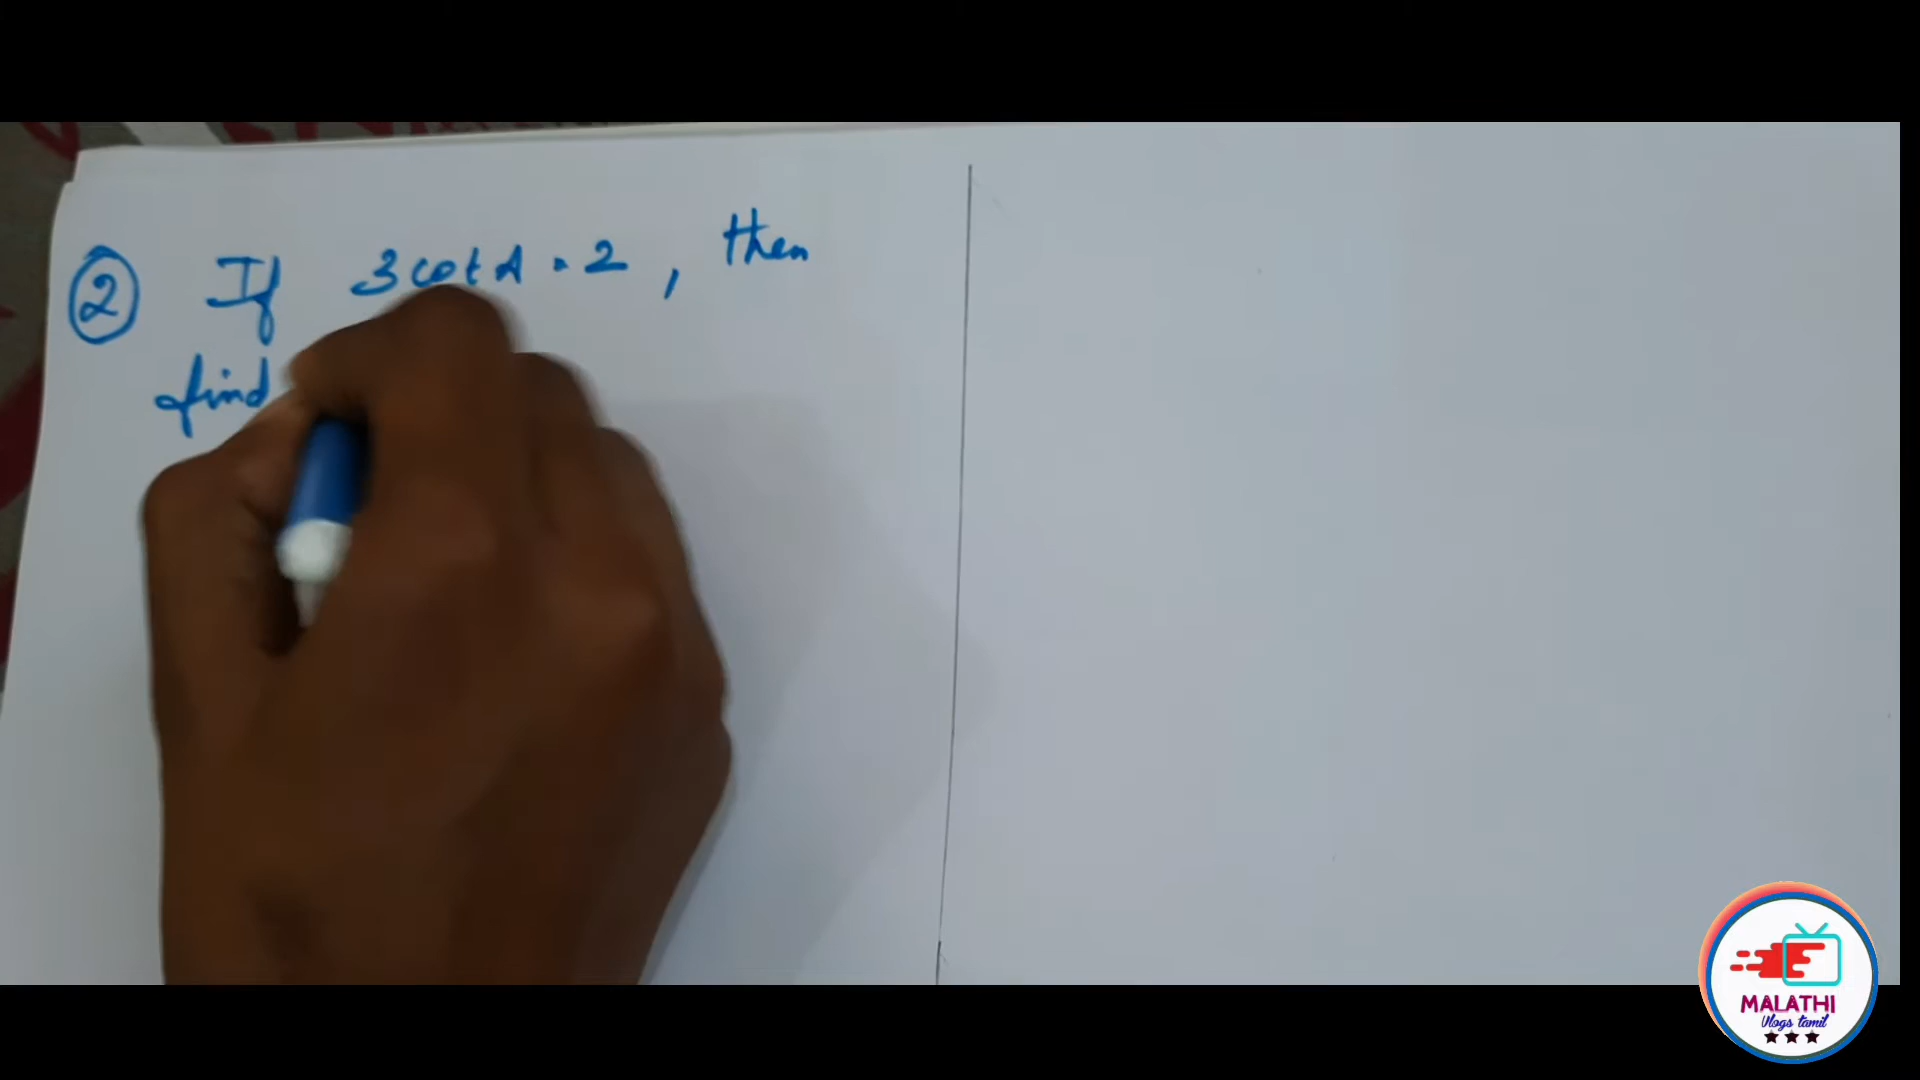 ② If 3cotA = 2, then
find
MALATHI
Vlogs tamil